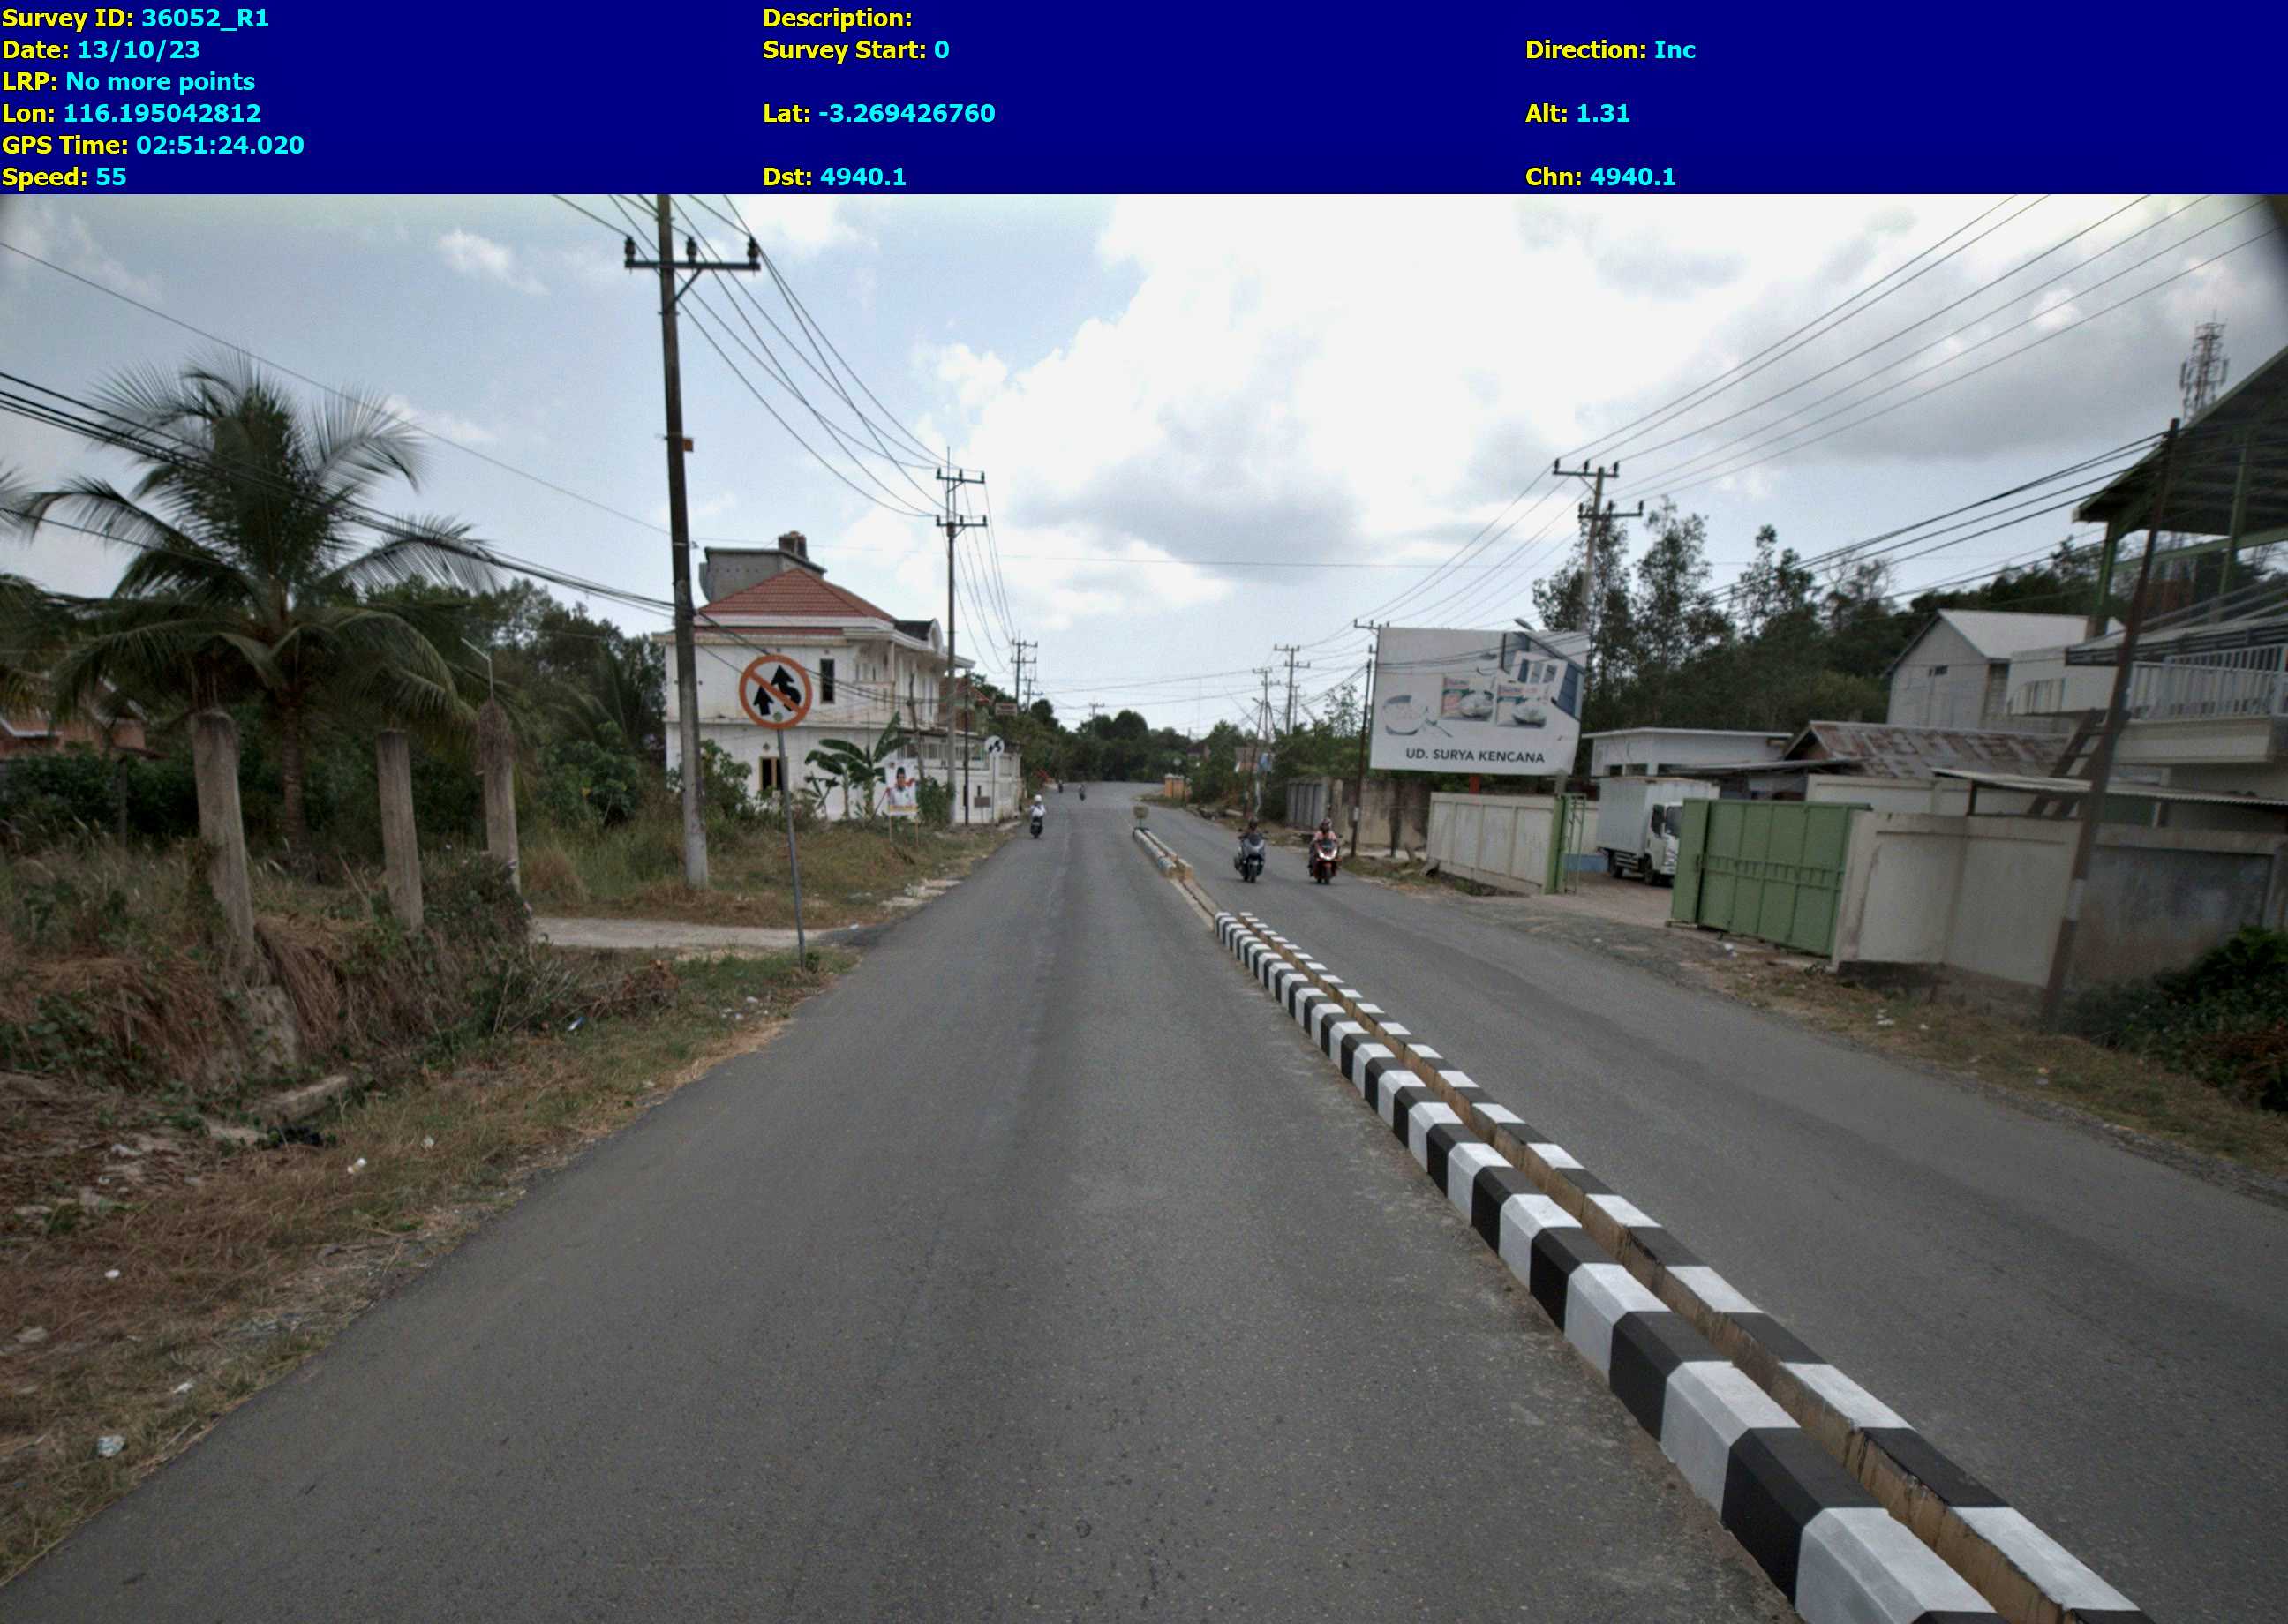 Survey ID: 36052_R1
Description:
Date: 13/10/23
Survey Start: 0
Direction: Inc
LRP: No more points
Lon: 116.195042812
Lat: -3.269426760
Alt: 1.31
GPS Time: 02:51:24.020
Speed: 55
Dst: 4940.1
Chn: 4940.1
UD. SURYA KENCANA